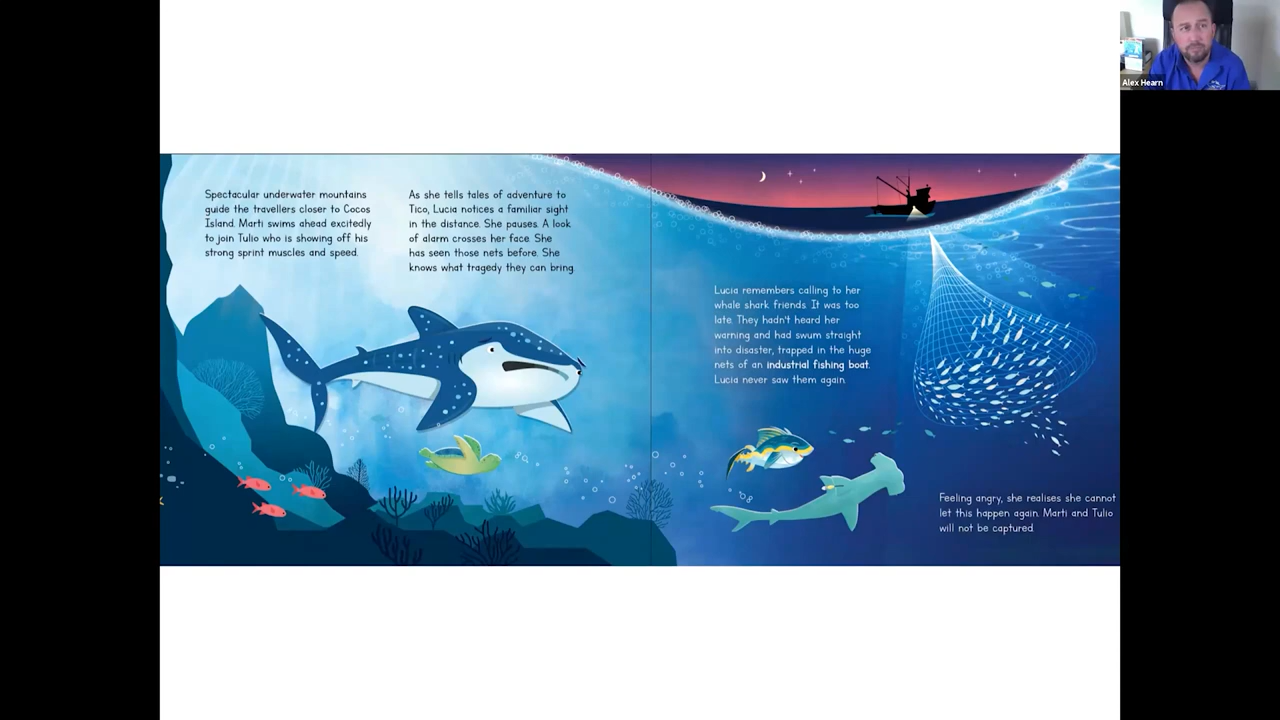 Alex Hearn
Spectacular underwater mountains
guide the travellers closer to Cocos
Island. Marti swims ahead excitedly
to join Tulio who is showing off his
strong sprint muscles and speed.
As she tells tales of adventure to
Tico, Lucia notices a familiar sight
in the distance. She pauses. A look
of alarm crosses her face. She
has seen those nets before. She
knows what tragedy they can bring.
Lucia remembers calling to her
whale shark friends. It was too
late. They hadn't heard her
warning and had swum straight
into disaster, trapped in the huge
nets of an industrial fishing boat.
Lucia never saw them again.
Feeling angry, she realises she cannot
let this happen again. Marti and Tulio
will not be captured.